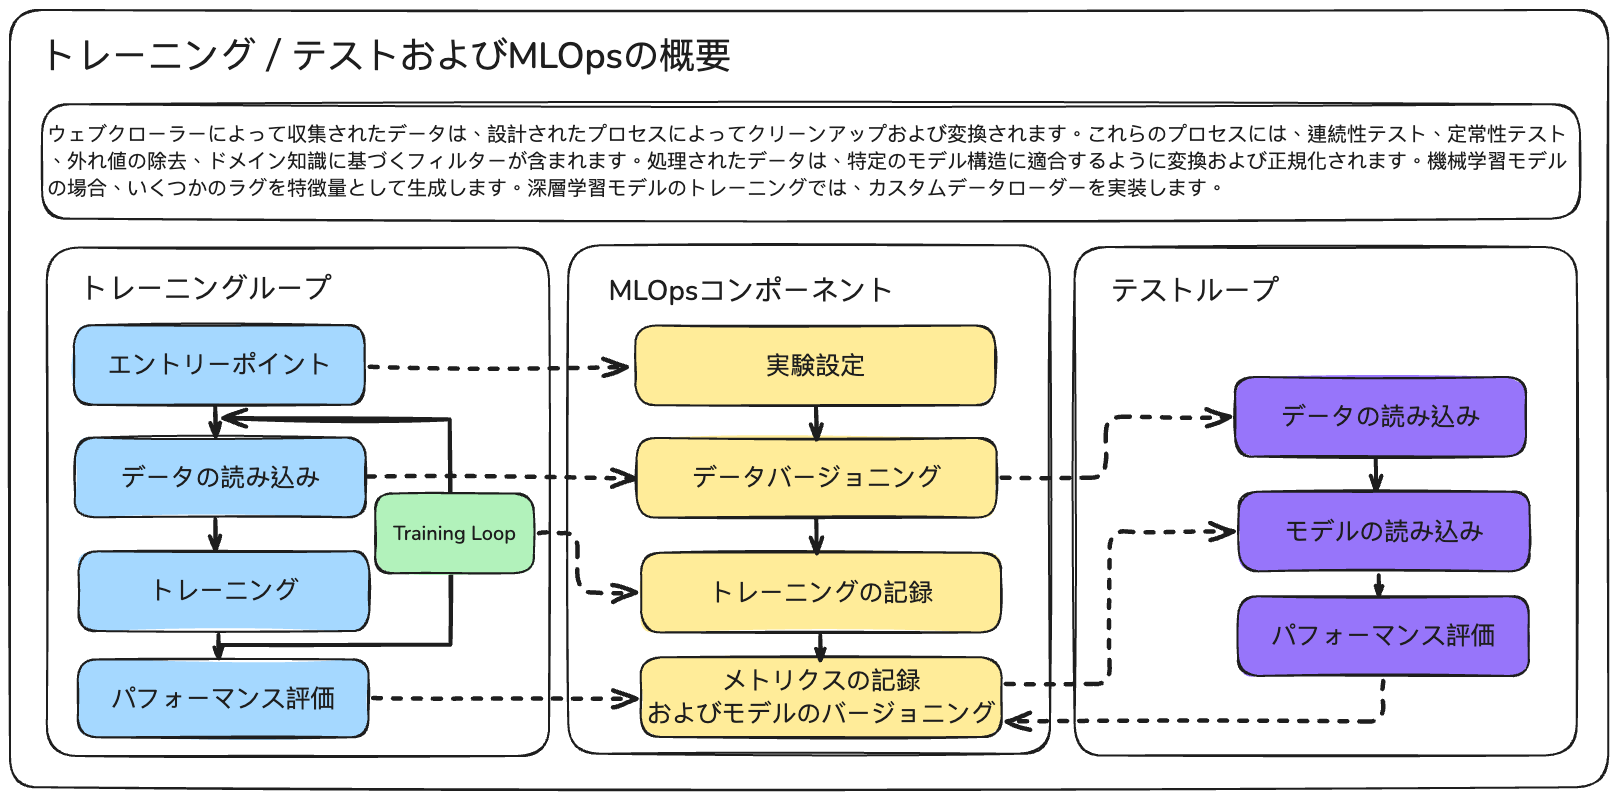 トレーニング / テストおよびMLOpsの概要
ウェブクローラーによって収集されたデータは、設計されたプロセスによってクリーンアップおよび変換されます。これらのプロセスには、連続性テスト、定常性テスト
、外れ値の除去、ドメイン知識に基づくフィルターが含まれます。処理されたデータは、特定のモデル構造に適合するように変換および正規化されます。機械学習モデル
の場合、いくつかのラグを特徴量として生成します。深層学習モデルのトレーニングでは、カスタムデータローダーを実装します。
トレーニングループ
エントリーポイント
データの読み込み
Training Loop
トレーニング
パフォーマンス評価
MLOpsコンポーネント
実験設定
データバージョニング
トレーニングの記録
メトリクスの記録
およびモデルのバージョニング
テストループ
データの読み込み
モデルの読み込み
パフォーマンス評価